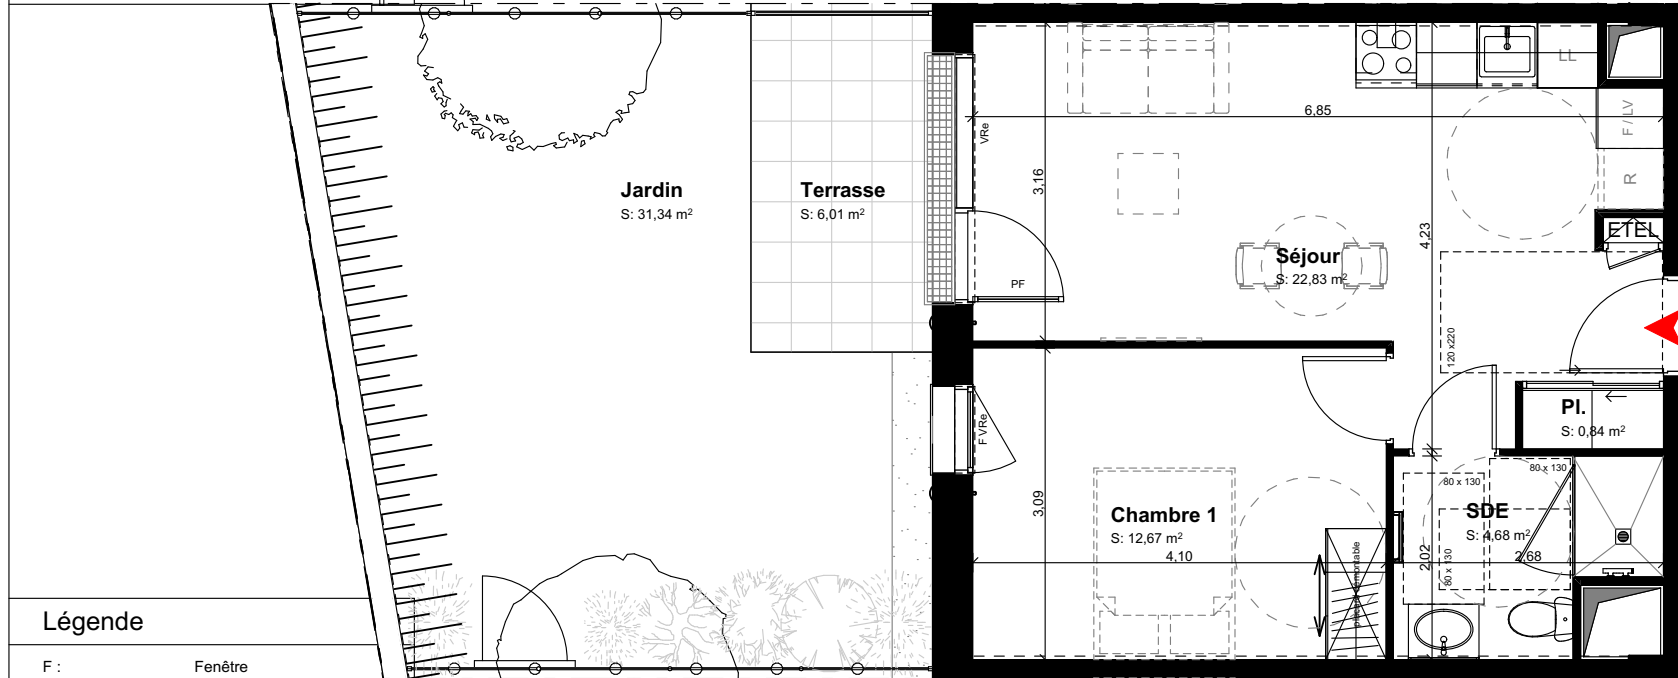 Jardin
S: 31,34 m²
Terrasse
S: 6,01 m²
VRe
PF
F VRe
6,85
3,16
4,23
Séjour
S: 22,83 m²
LL
F / LV
R
ETEL
120 x220
Pl.
S: 0,84 m²
3,09
Chambre 1
S: 12,67 m²
4,10
80 x 130
80 x 130
80 x 130
SDE
S: 4,68 m²
2,02
2,68
Légende
F :
Fenêtre